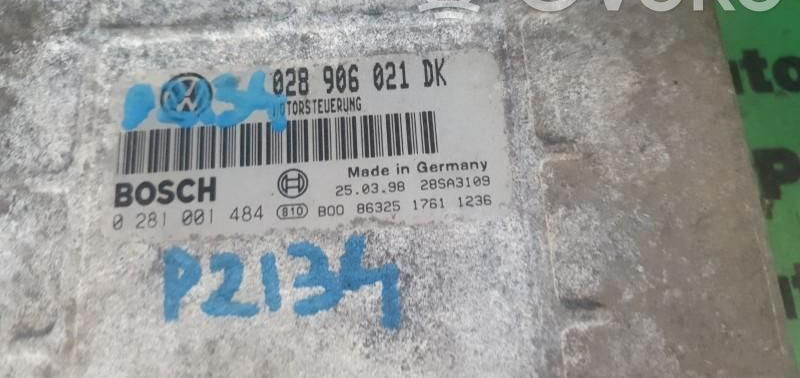 028 906 021 DK
MOTORSTEUERUNG
Made in Germany
BOSCH
25.03.98 28SA3109
0 281 001 484 810 B00 86325 1761 1236
P2134